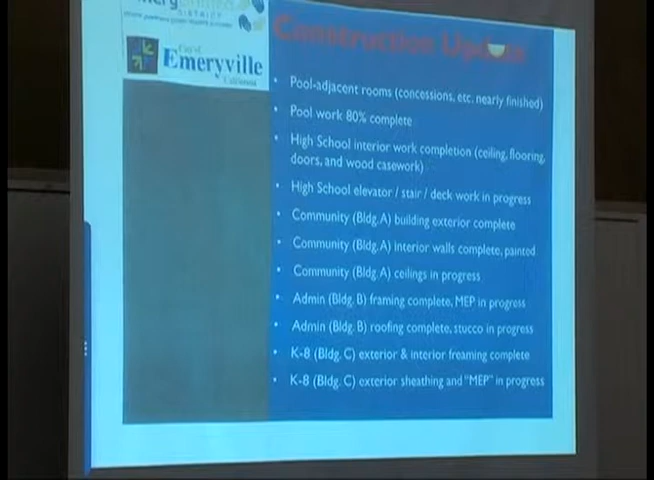 DISTRICT
City of
Emeryville
California
Construction Update
• Pool-adjacent rooms (concessions, etc. nearly finished)
• Pool work 80% complete
• High School interior work completion (ceiling, flooring,
doors, and wood casework)
• High School elevator / stair / deck work in progress
• Community (Bldg. A) building exterior complete
• Community (Bldg. A) interior walls complete, painted
• Community (Bldg. A) ceilings in progress
• Admin (Bldg. B) framing complete, MEP in progress
• Admin (Bldg. B) roofing complete, stucco in progress
• K-8 (Bldg. C) exterior & interior freaming complete
• K-8 (Bldg. C) exterior sheathing and "MEP" in progress